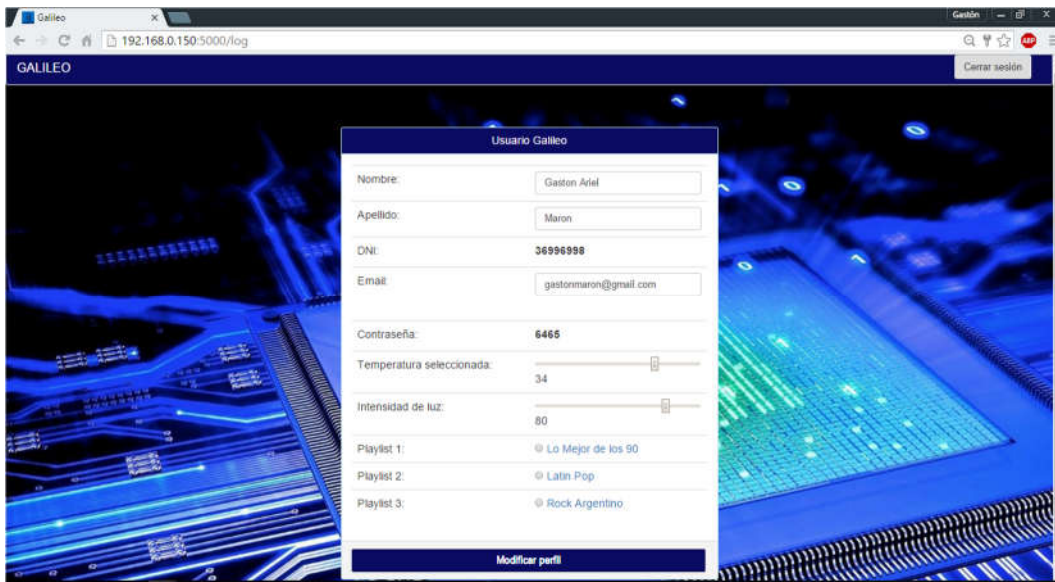 Galileo
Gastón
192.168.0.150:5000/log
ABP
GALILEO
Cerrar sesión
Usuario Galileo
Nombre: Gaston Ariel
Apellido: Maron
DNI: 36996998
Email: gastonmaron@gmail.com
Contraseña: 6465
Temperatura seleccionada:
34
Intensidad de luz:
80
Playlist 1: Lo Mejor de los 90
Playlist 2: Latin Pop
Playlist 3: Rock Argentino
Modificar perfil